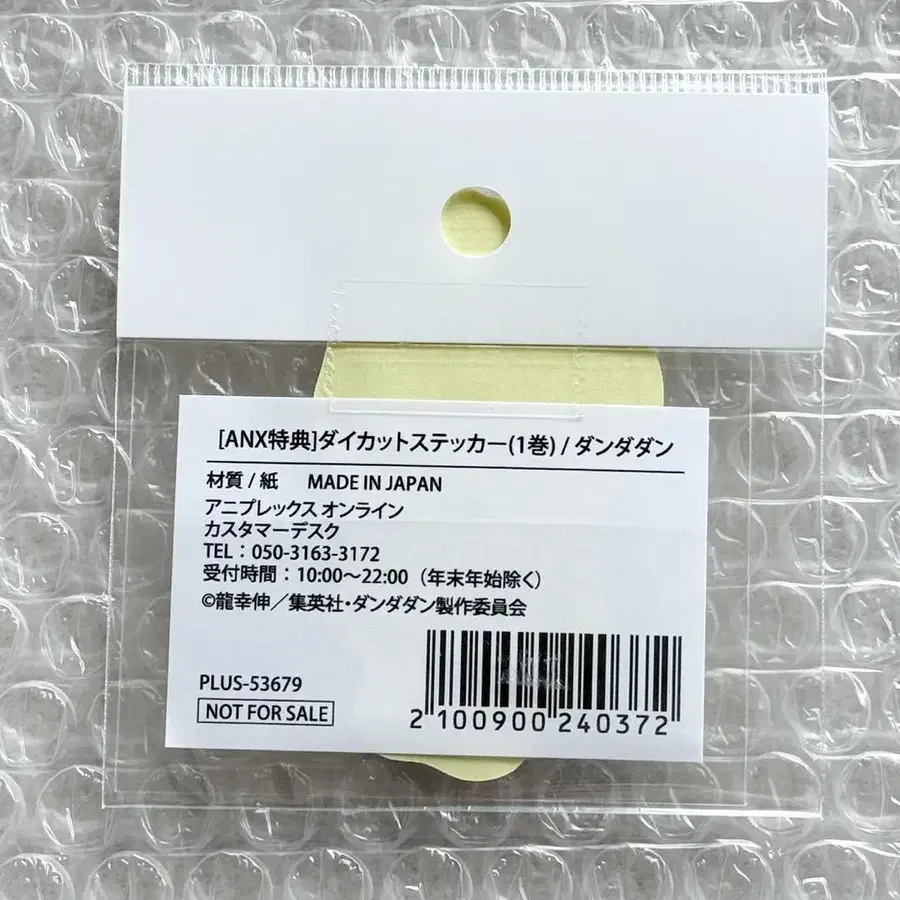 [ANX特典]ダイカットステッカー(1巻) / ダンダダン
材質 / 紙 MADE IN JAPAN
アニプレックス オンライン
カスタマーデスク
TEL：050-3163-3172
受付時間：10:00～22:00（年末年始除く）
©龍幸伸／集英社・ダンダダン製作委員会
PLUS-53679
NOT FOR SALE
2 100900 240372